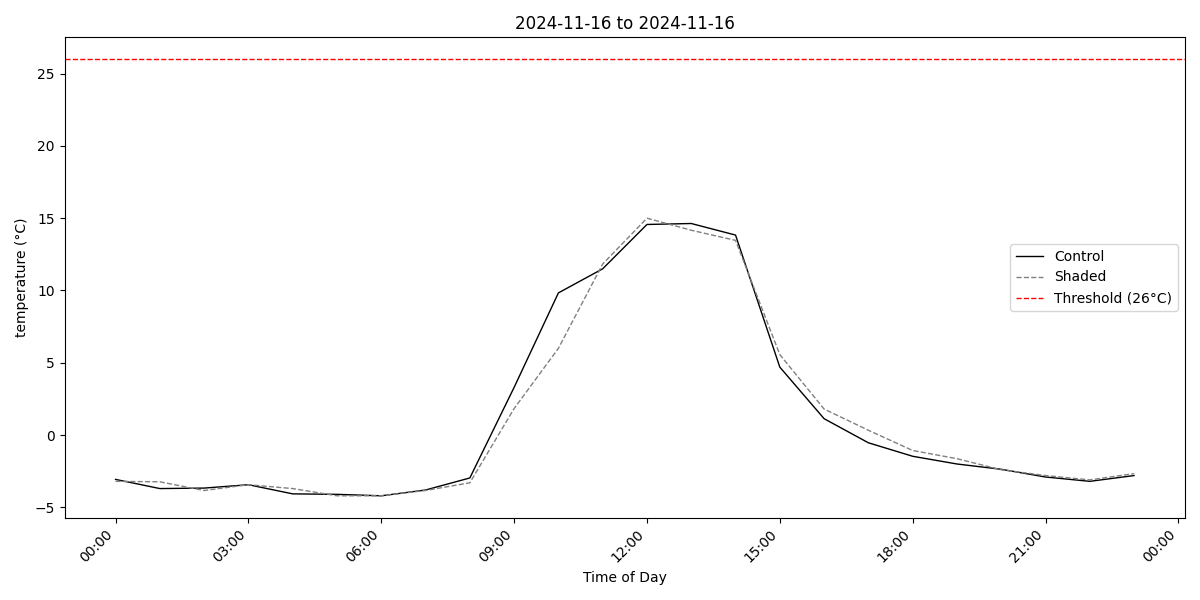 2024-11-16 to 2024-11-16
temperature (°C)
25
20
15
10
5
0
−5
Control
Shaded
Threshold (26°C)
00:00
03:00
06:00
09:00
12:00
15:00
18:00
21:00
00:00
Time of Day